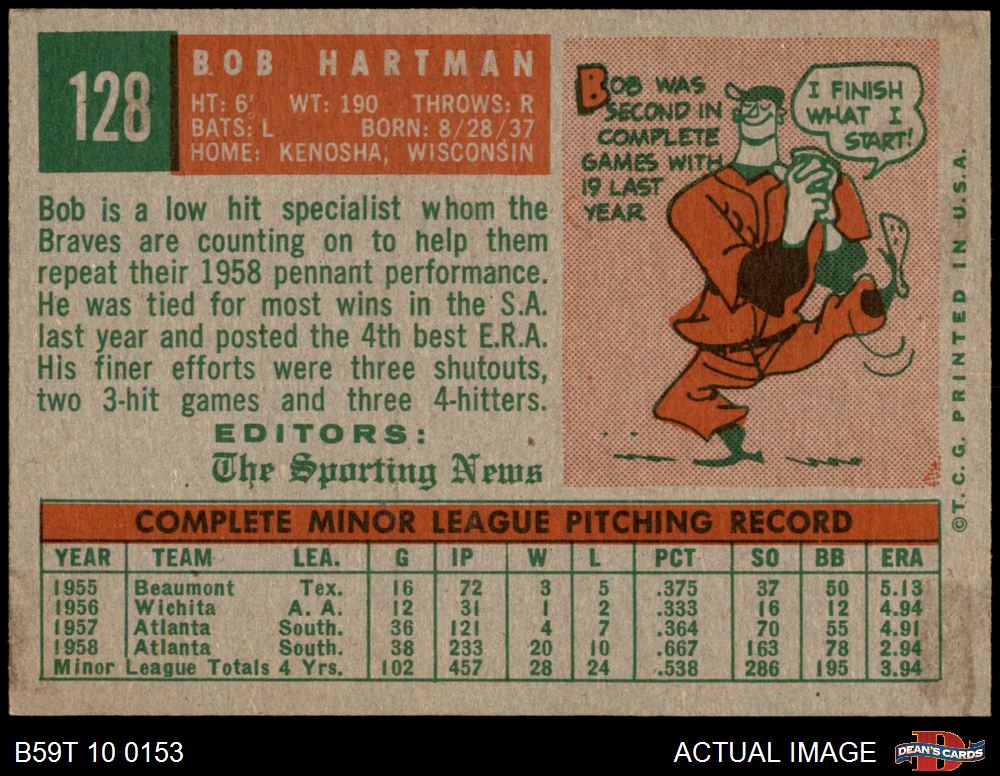 128
BOB HARTMAN
HT: 6' WT: 190 THROWS: R
BATS: L BORN: 8/28/37
HOME: KENOSHA, WISCONSIN
Bob is a low hit specialist whom the
Braves are counting on to help them
repeat their 1958 pennant performance.
He was tied for most wins in the S.A.
last year and posted the 4th best E.R.A.
His finer efforts were three shutouts,
two 3-hit games and three 4-hitters.
EDITORS:
The Sporting News
BOB WAS
SECOND IN
COMPLETE
GAMES WITH
19 LAST
YEAR
I FINISH
WHAT I
START!
© T. C. G. PRINTED IN U.S.A.
COMPLETE MINOR LEAGUE PITCHING RECORD
YEAR TEAM LEA. G IP W L PCT SO BB ERA
1955 Beaumont Tex. 16 72 3 5 .375 37 50 5.13
1956 Wichita A. A. 12 31 1 2 .333 16 12 4.94
1957 Atlanta South. 36 121 4 7 .364 70 55 4.91
1958 Atlanta South. 38 233 20 10 .667 163 78 2.94
Minor League Totals 4 Yrs. 102 457 28 24 .538 286 195 3.94
B59T 10 0153
ACTUAL IMAGE
DEAN'S CARDS